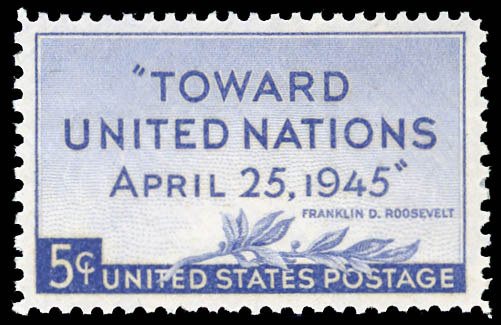 "TOWARD
UNITED NATIONS
APRIL 25, 1945"
FRANKLIN D. ROOSEVELT
5¢ UNITED STATES POSTAGE